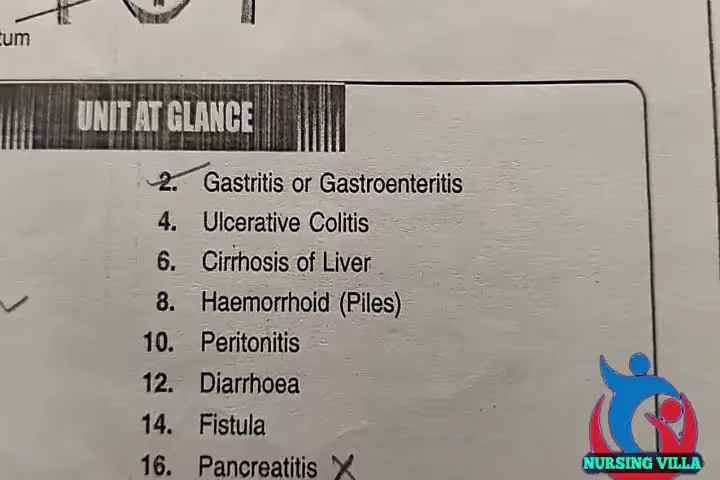 tum
UNIT AT GLANCE
2. Gastritis or Gastroenteritis
4. Ulcerative Colitis
6. Cirrhosis of Liver
8. Haemorrhoid (Piles)
10. Peritonitis
12. Diarrhoea
14. Fistula
16. Pancreatitis X
NURSING VILLA